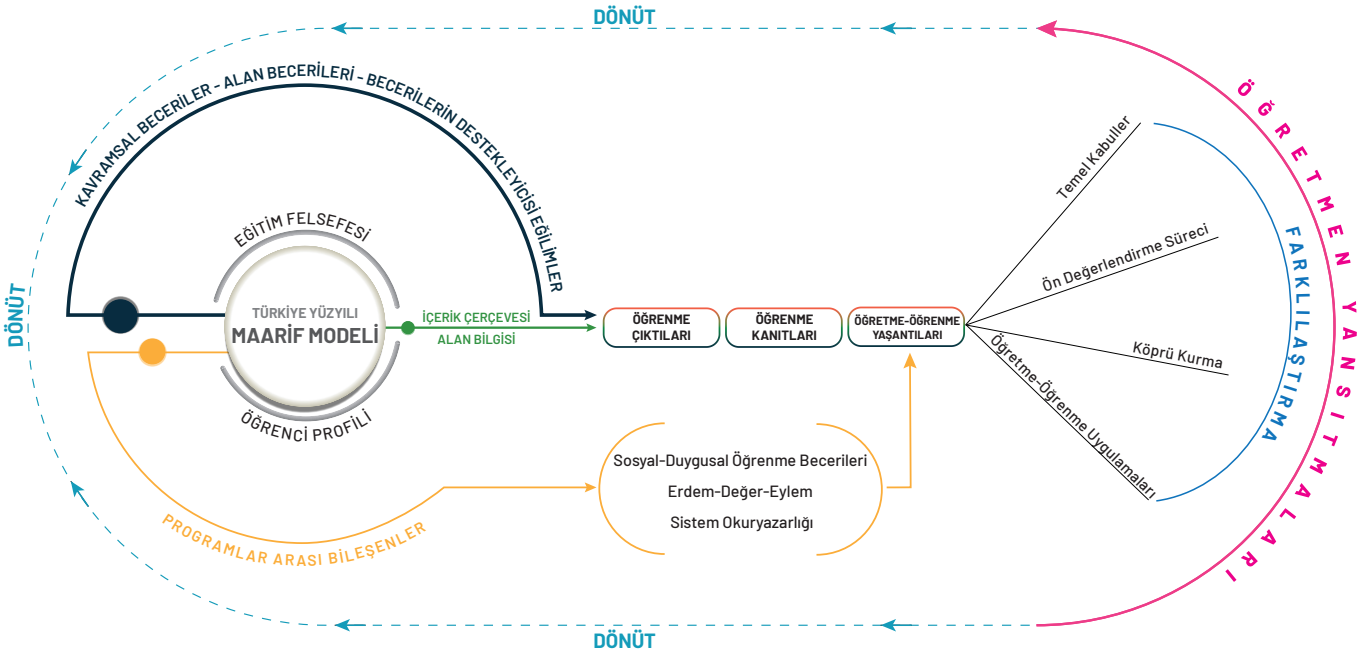 DÖNÜT
KAVRAMSAL BECERİLER - ALAN BECERİLERİ - BECERİLERİN DESTEKLEYİCİSİ EĞİLİMLER
DÖNÜT
EĞİTİM FELSEFESİ
TÜRKİYE YÜZYILI
MAARİF MODELİ
ÖĞRENCİ PROFİLİ
İÇERİK ÇERÇEVESİ
ALAN BİLGİSİ
ÖĞRENME
ÇIKTILARI
ÖĞRENME
KANITLARI
ÖĞRETME-ÖĞRENME
YAŞANTILARI
Temel Kabuller
Ön Değerlendirme Süreci
Köprü Kurma
Öğretme-Öğrenme Uygulamaları
FARKLILAŞTIRMA
ÖĞRETMEN YANSITMALARI
PROGRAMLAR ARASI BİLEŞENLER
Sosyal-Duygusal Öğrenme Becerileri
Erdem-Değer-Eylem
Sistem Okuryazarlığı
DÖNÜT